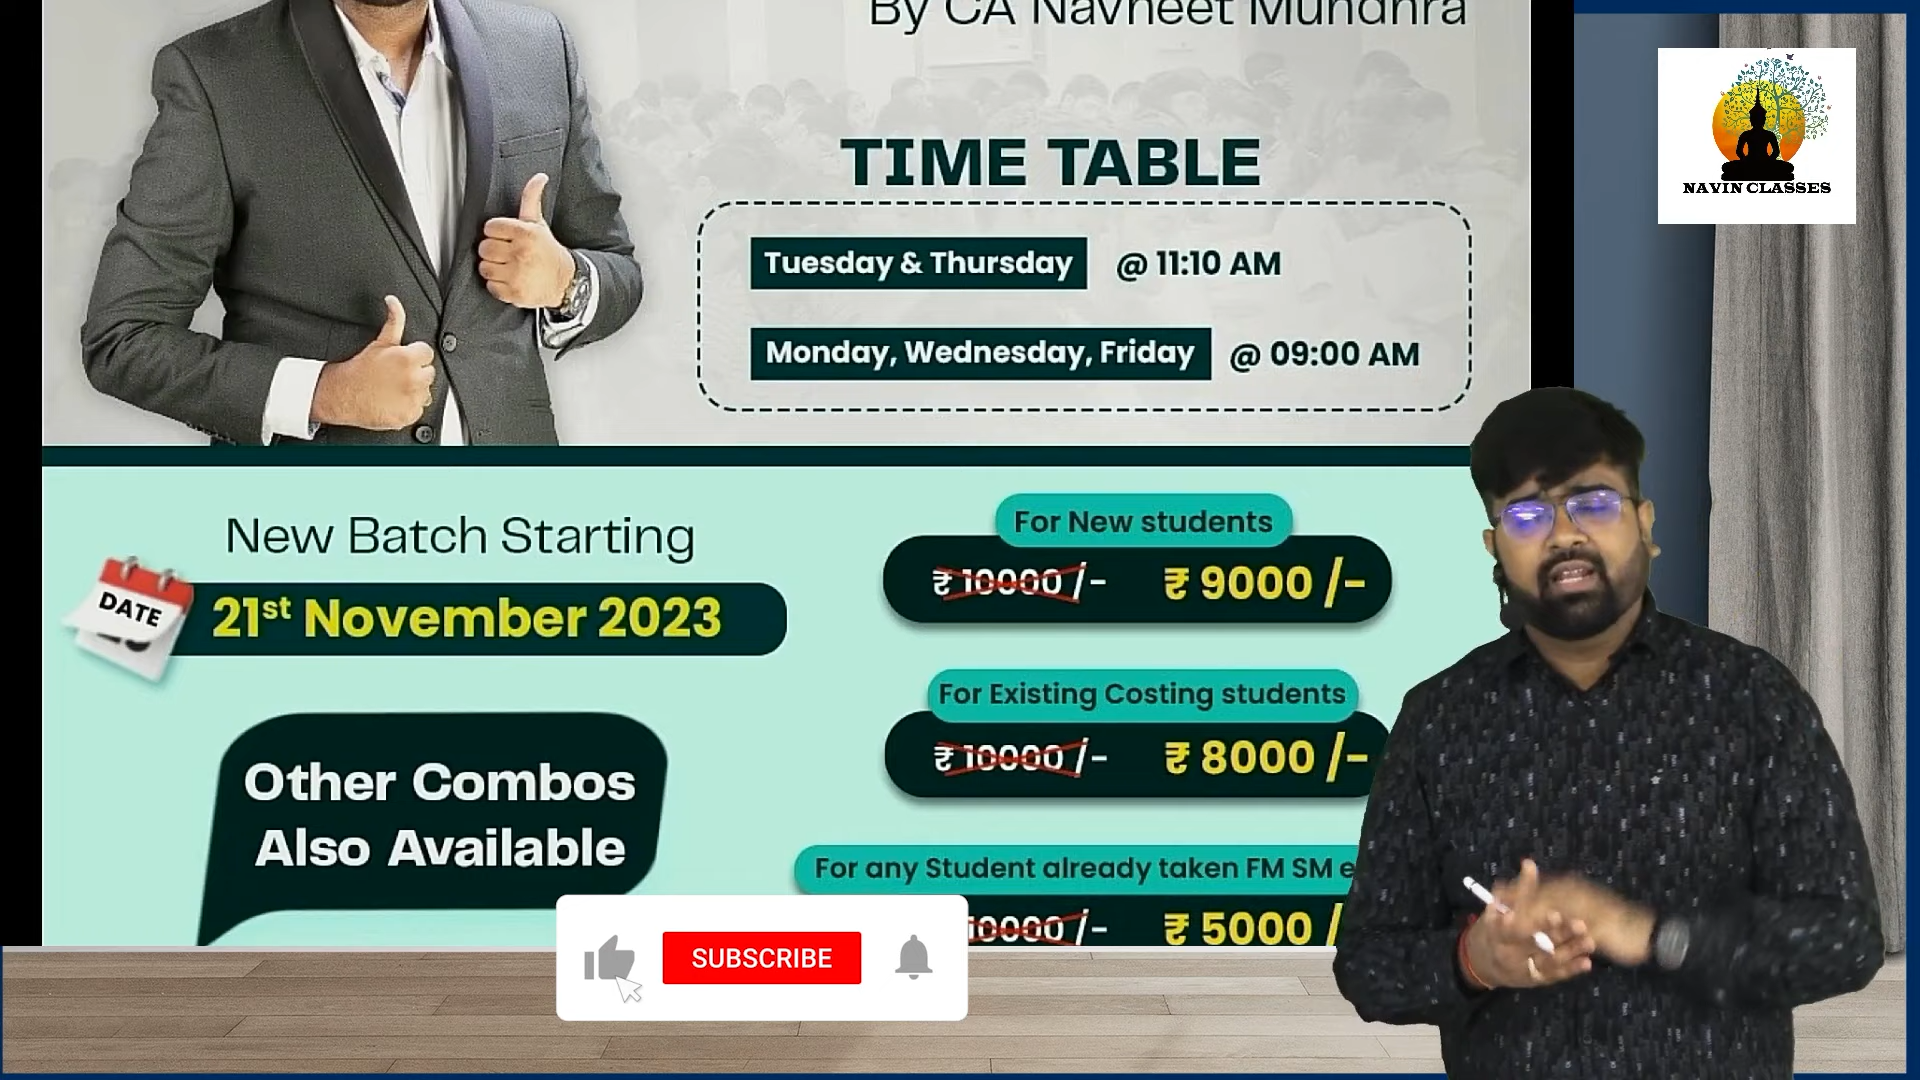 By CA Navneet Mundhra
NAVIN CLASSES
TIME TABLE
Tuesday & Thursday @ 11:10 AM
Monday, Wednesday, Friday @ 09:00 AM
New Batch Starting
DATE
21st November 2023
Other Combos
Also Available
For New students
₹ 10000 /- ₹ 9000 /-
For Existing Costing students
₹ 10000 /- ₹ 8000 /-
For any Student already taken FM SM
10000 /- ₹ 5000 /
SUBSCRIBE